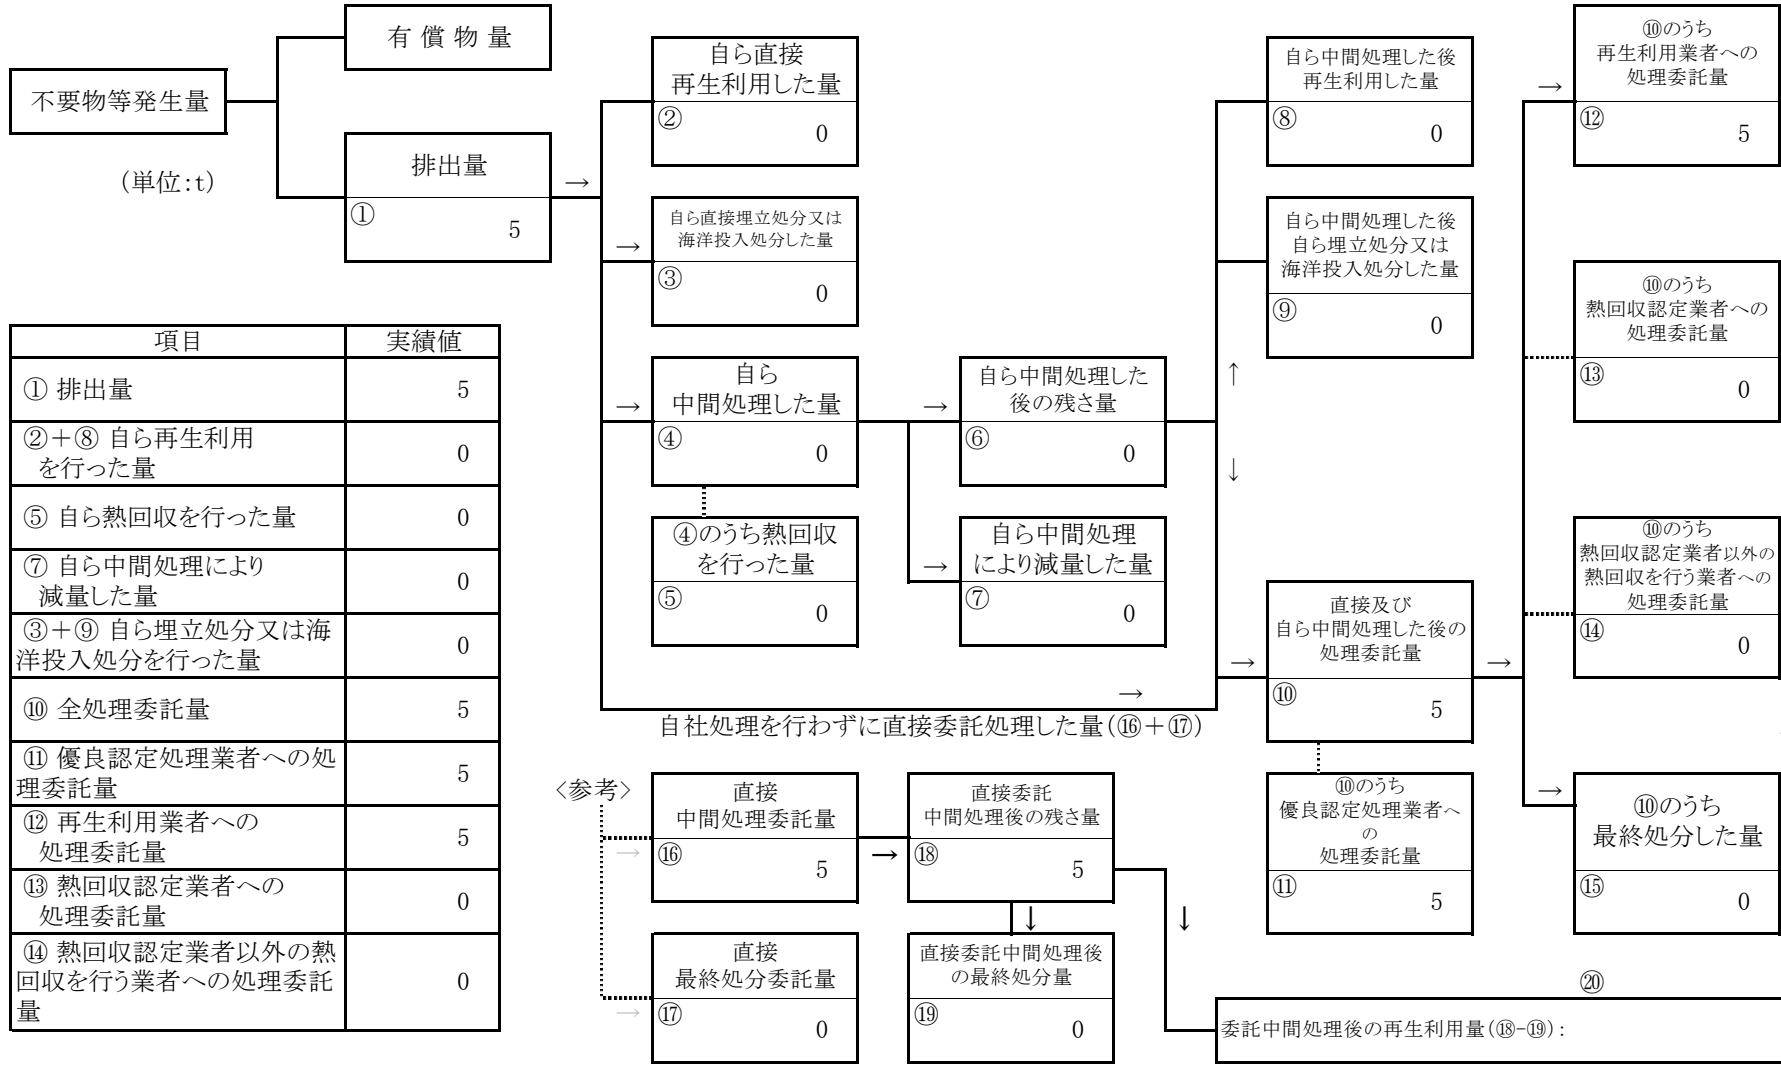 有 償 物 量
不要物等発生量
(単位:t)
排出量
①
5
→
自ら直接
再生利用した量
②
0
→
自ら直接埋立処分又は
海洋投入処分した量
③
0
→
自ら
中間処理した量
④
0
④のうち熱回収
を行った量
⑤
0
→
自ら中間処理した
後の残さ量
⑥
0
→
自ら中間処理
により減量した量
⑦
0
↑
↓
自ら中間処理した後
再生利用した量
⑧
0
自ら中間処理した後
自ら埋立処分又は
海洋投入処分した量
⑨
0
→
自社処理を行わずに直接委託処理した量(⑯+⑰)
→
直接及び
自ら中間処理した後の
処理委託量
⑩
5
→
⑩のうち
優良認定処理業者へ
の
処理委託量
⑪
5
→
⑩のうち
再生利用業者への
処理委託量
⑫
5
⑩のうち
熱回収認定業者への
処理委託量
⑬
0
⑩のうち
熱回収認定業者以外の
熱回収を行う業者への
処理委託量
⑭
0
→
⑩のうち
最終処分した量
⑮
0
項目 実績値
① 排出量 5
②+⑧ 自ら再生利用
を行った量
0
⑤ 自ら熱回収を行った量 0
⑦ 自ら中間処理により
減量した量
0
③+⑨ 自ら埋立処分又は海
洋投入処分を行った量
0
⑩ 全処理委託量 5
⑪ 優良認定処理業者への処
理委託量
5
⑫ 再生利用業者への
処理委託量
5
⑬ 熱回収認定業者への
処理委託量
0
⑭ 熱回収認定業者以外の熱
回収を行う業者への処理委託
量
0
<参考>
→
直接
中間処理委託量
⑯
5
→
直接委託
中間処理後の残さ量
⑱
5
↓
↓
→
直接
最終処分委託量
⑰
0
直接委託中間処理後
の最終処分量
⑲
0
⑳
委託中間処理後の再生利用量(⑱-⑲):